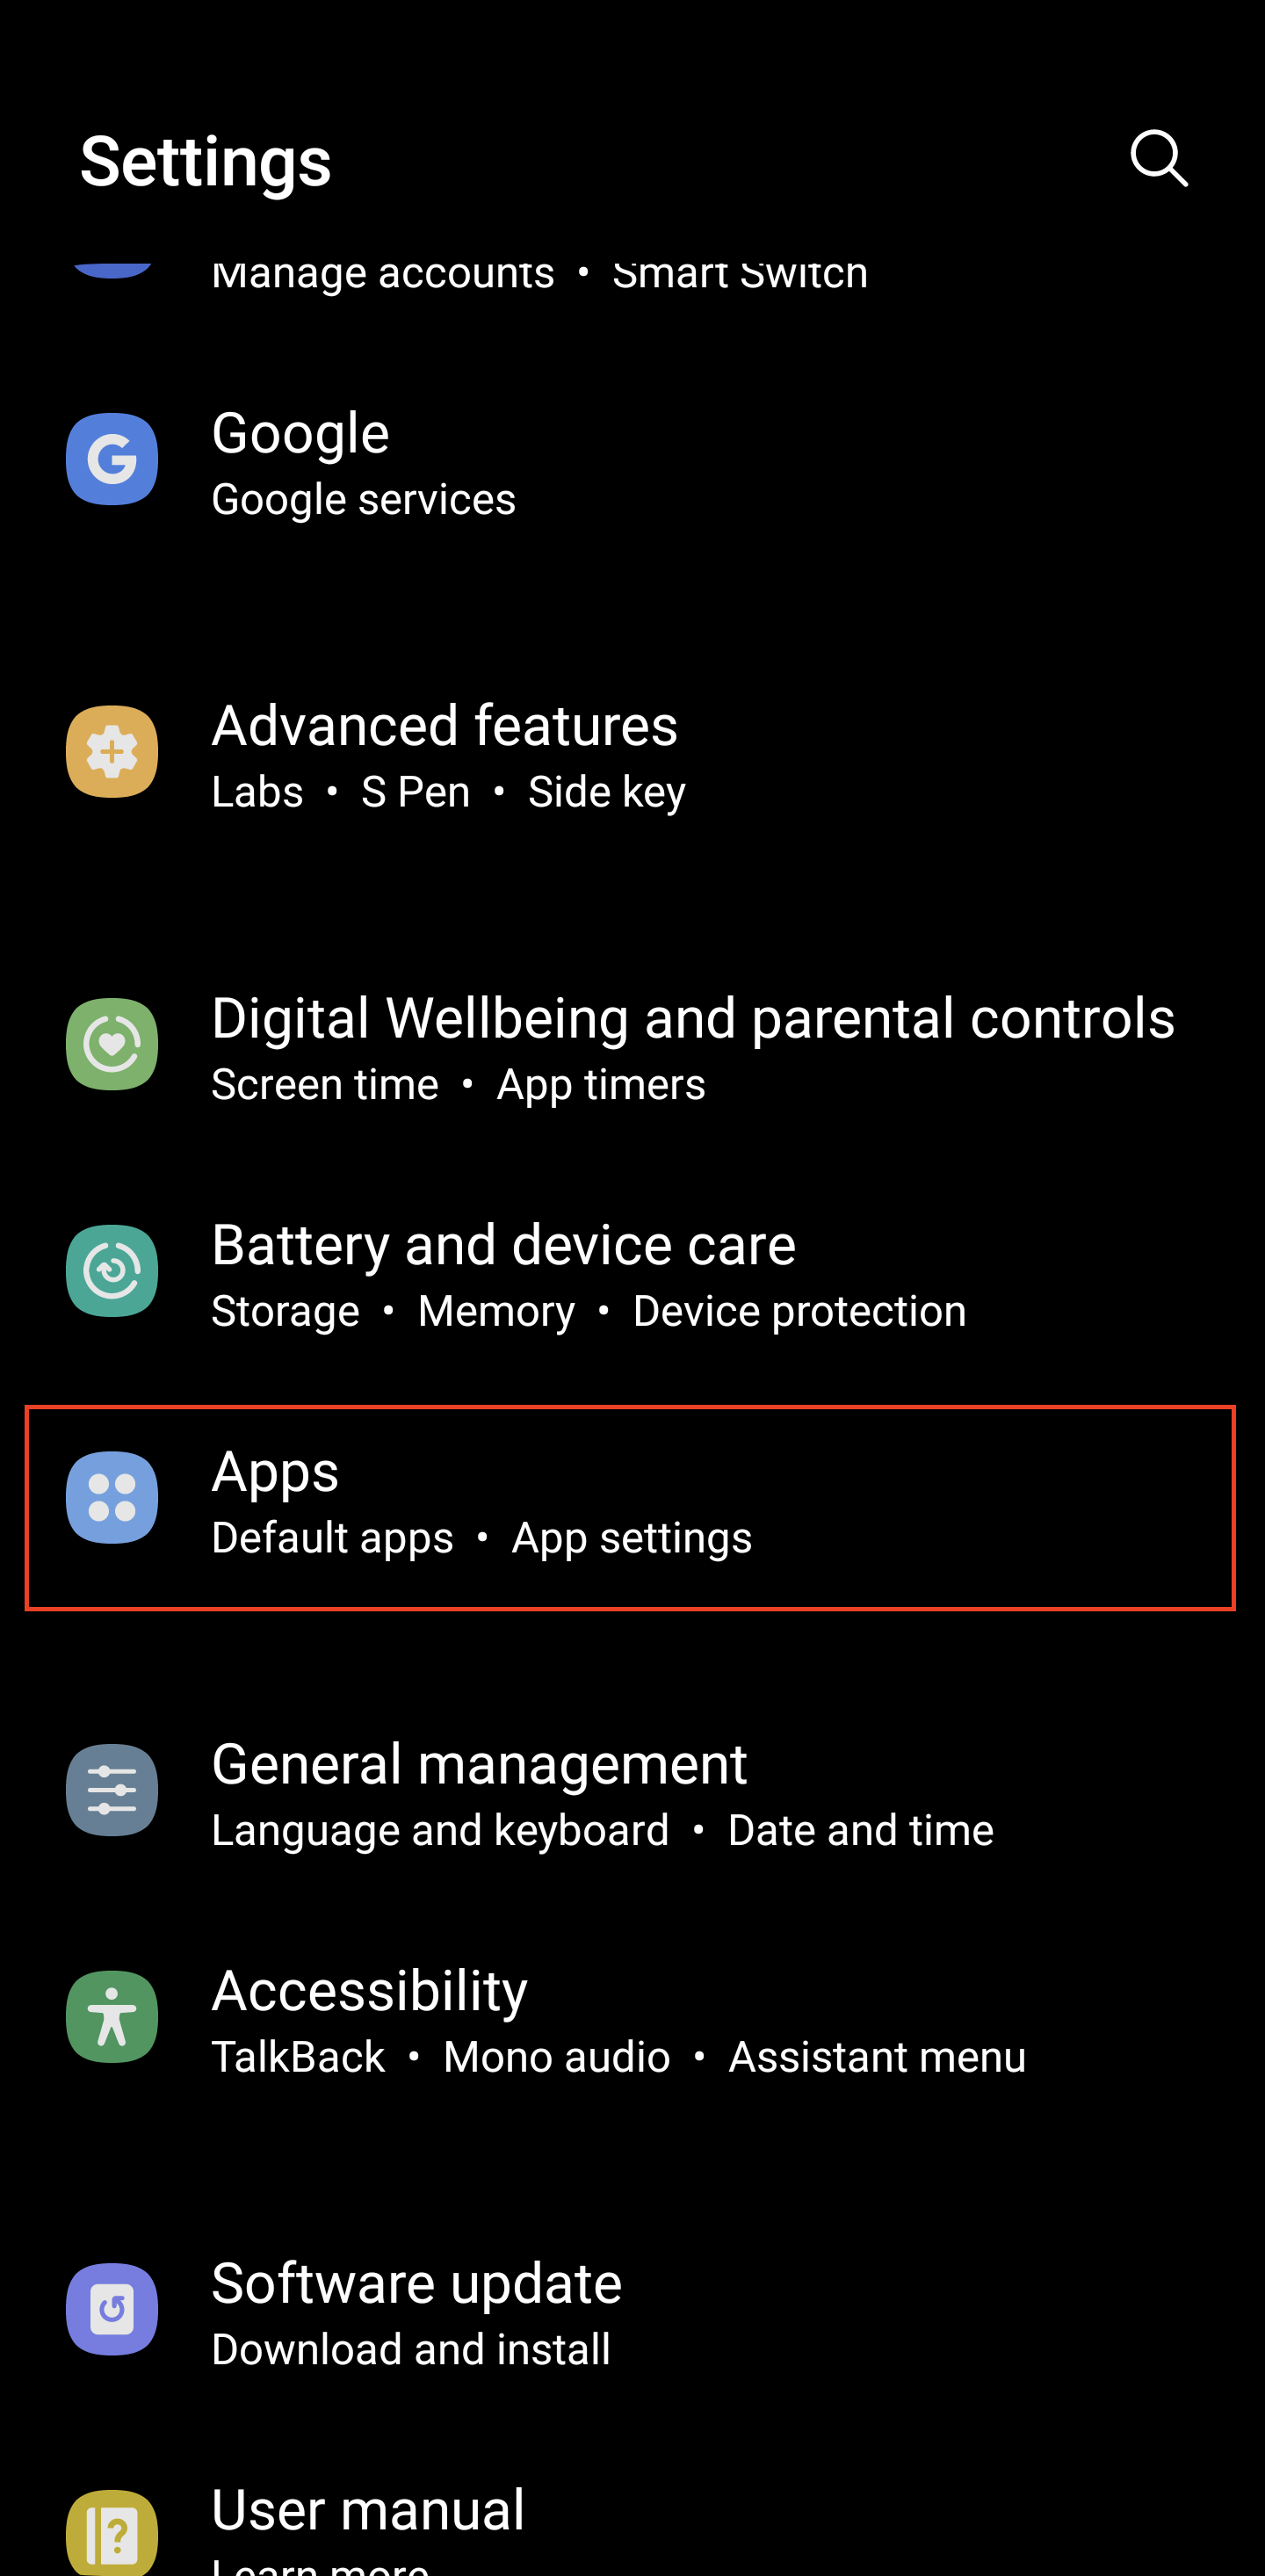 Settings
Manage accounts • Smart Switch
Google
Google services
Advanced features
Labs • S Pen • Side key
Digital Wellbeing and parental controls
Screen time • App timers
Battery and device care
Storage • Memory • Device protection
Apps
Default apps • App settings
General management
Language and keyboard • Date and time
Accessibility
TalkBack • Mono audio • Assistant menu
Software update
Download and install
User manual
Learn more